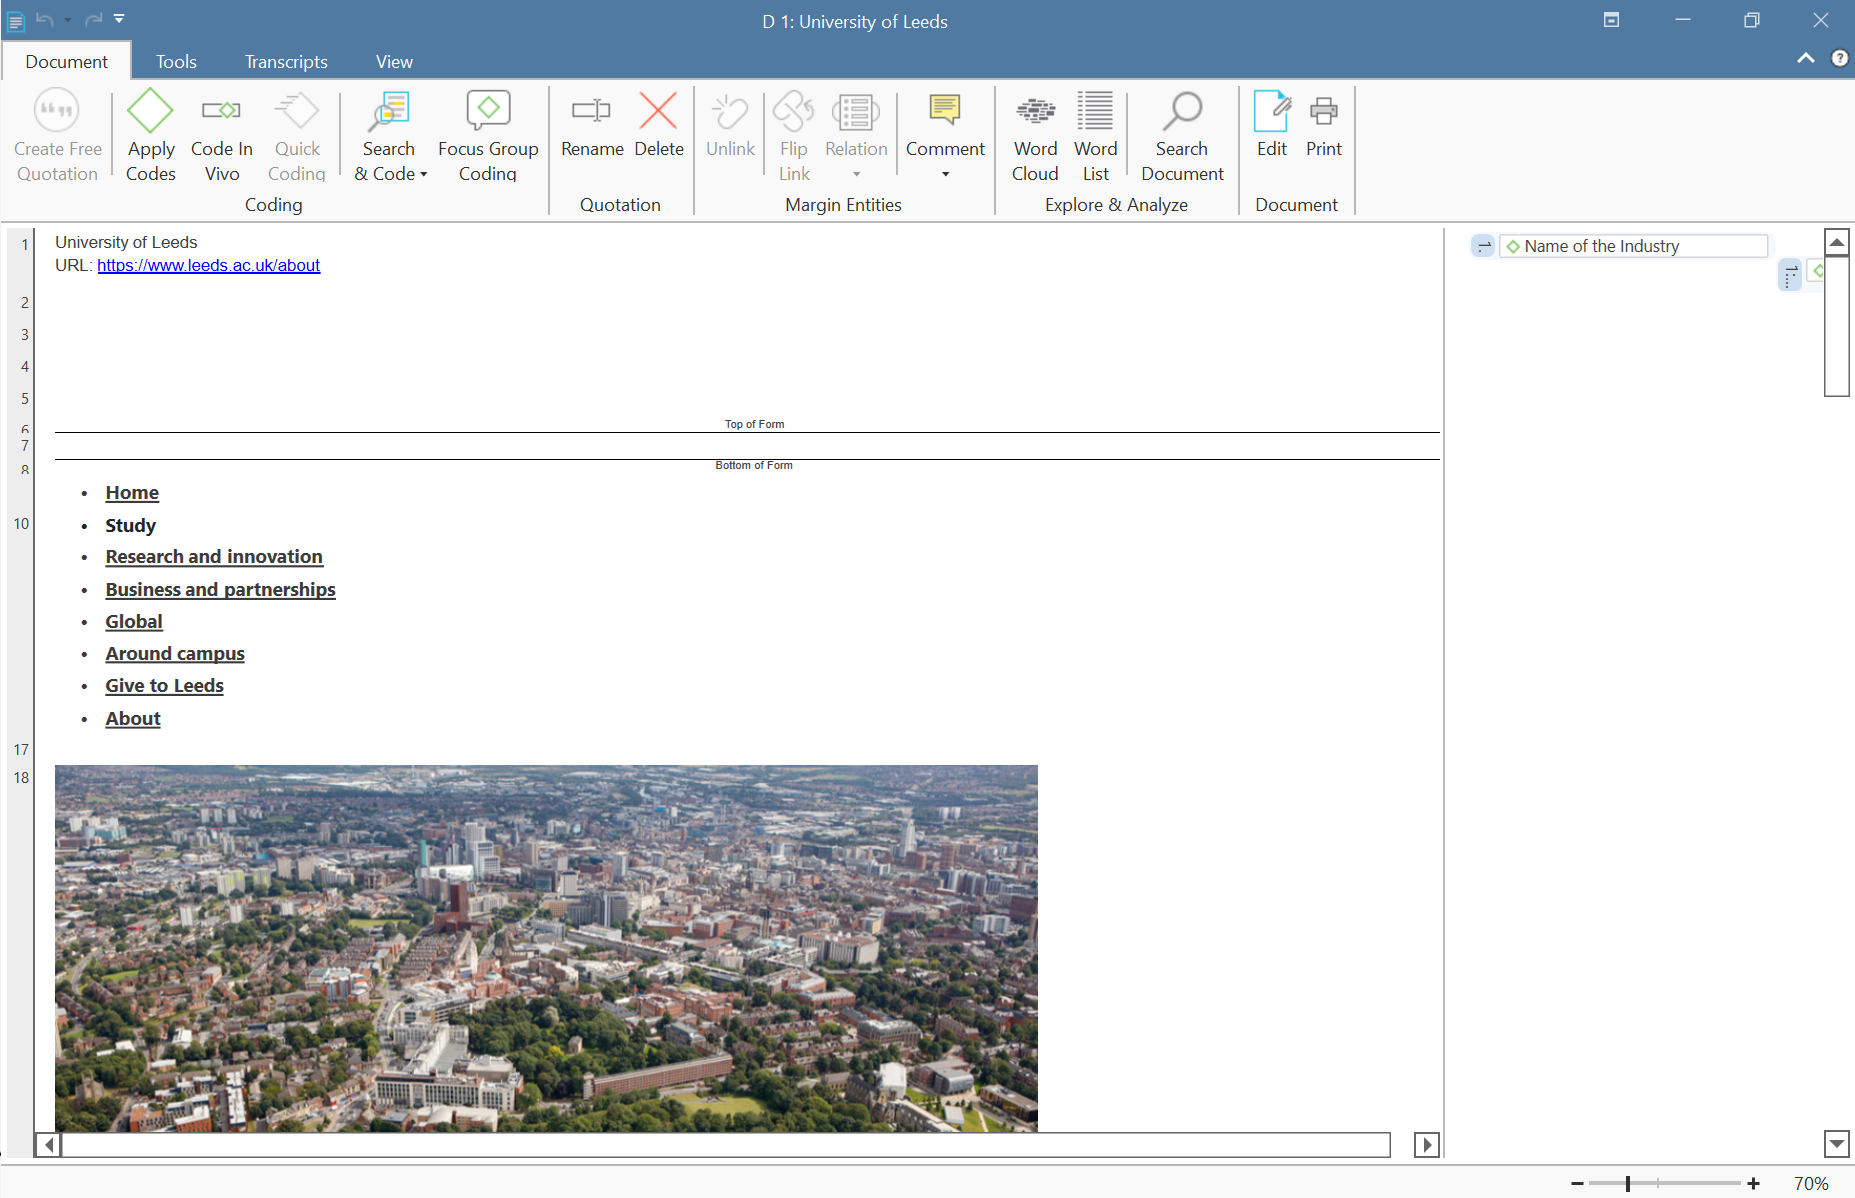 D 1: University of Leeds
Document Tools Transcripts View
Create Free Quotation
Apply Codes
Code In Vivo
Quick Coding
Search & Code
Focus Group Coding
Coding
Rename
Delete
Quotation
Unlink
Flip Link
Relation
Comment
Margin Entities
Word Cloud
Word List
Search Document
Explore & Analyze
Edit
Print
Document
1 University of Leeds
URL: https://www.leeds.ac.uk/about
2
3
4
5
6 Top of Form
7
8 Bottom of Form
• Home
10 • Study
• Research and innovation
• Business and partnerships
• Global
• Around campus
• Give to Leeds
• About
17
18
Name of the Industry
70%